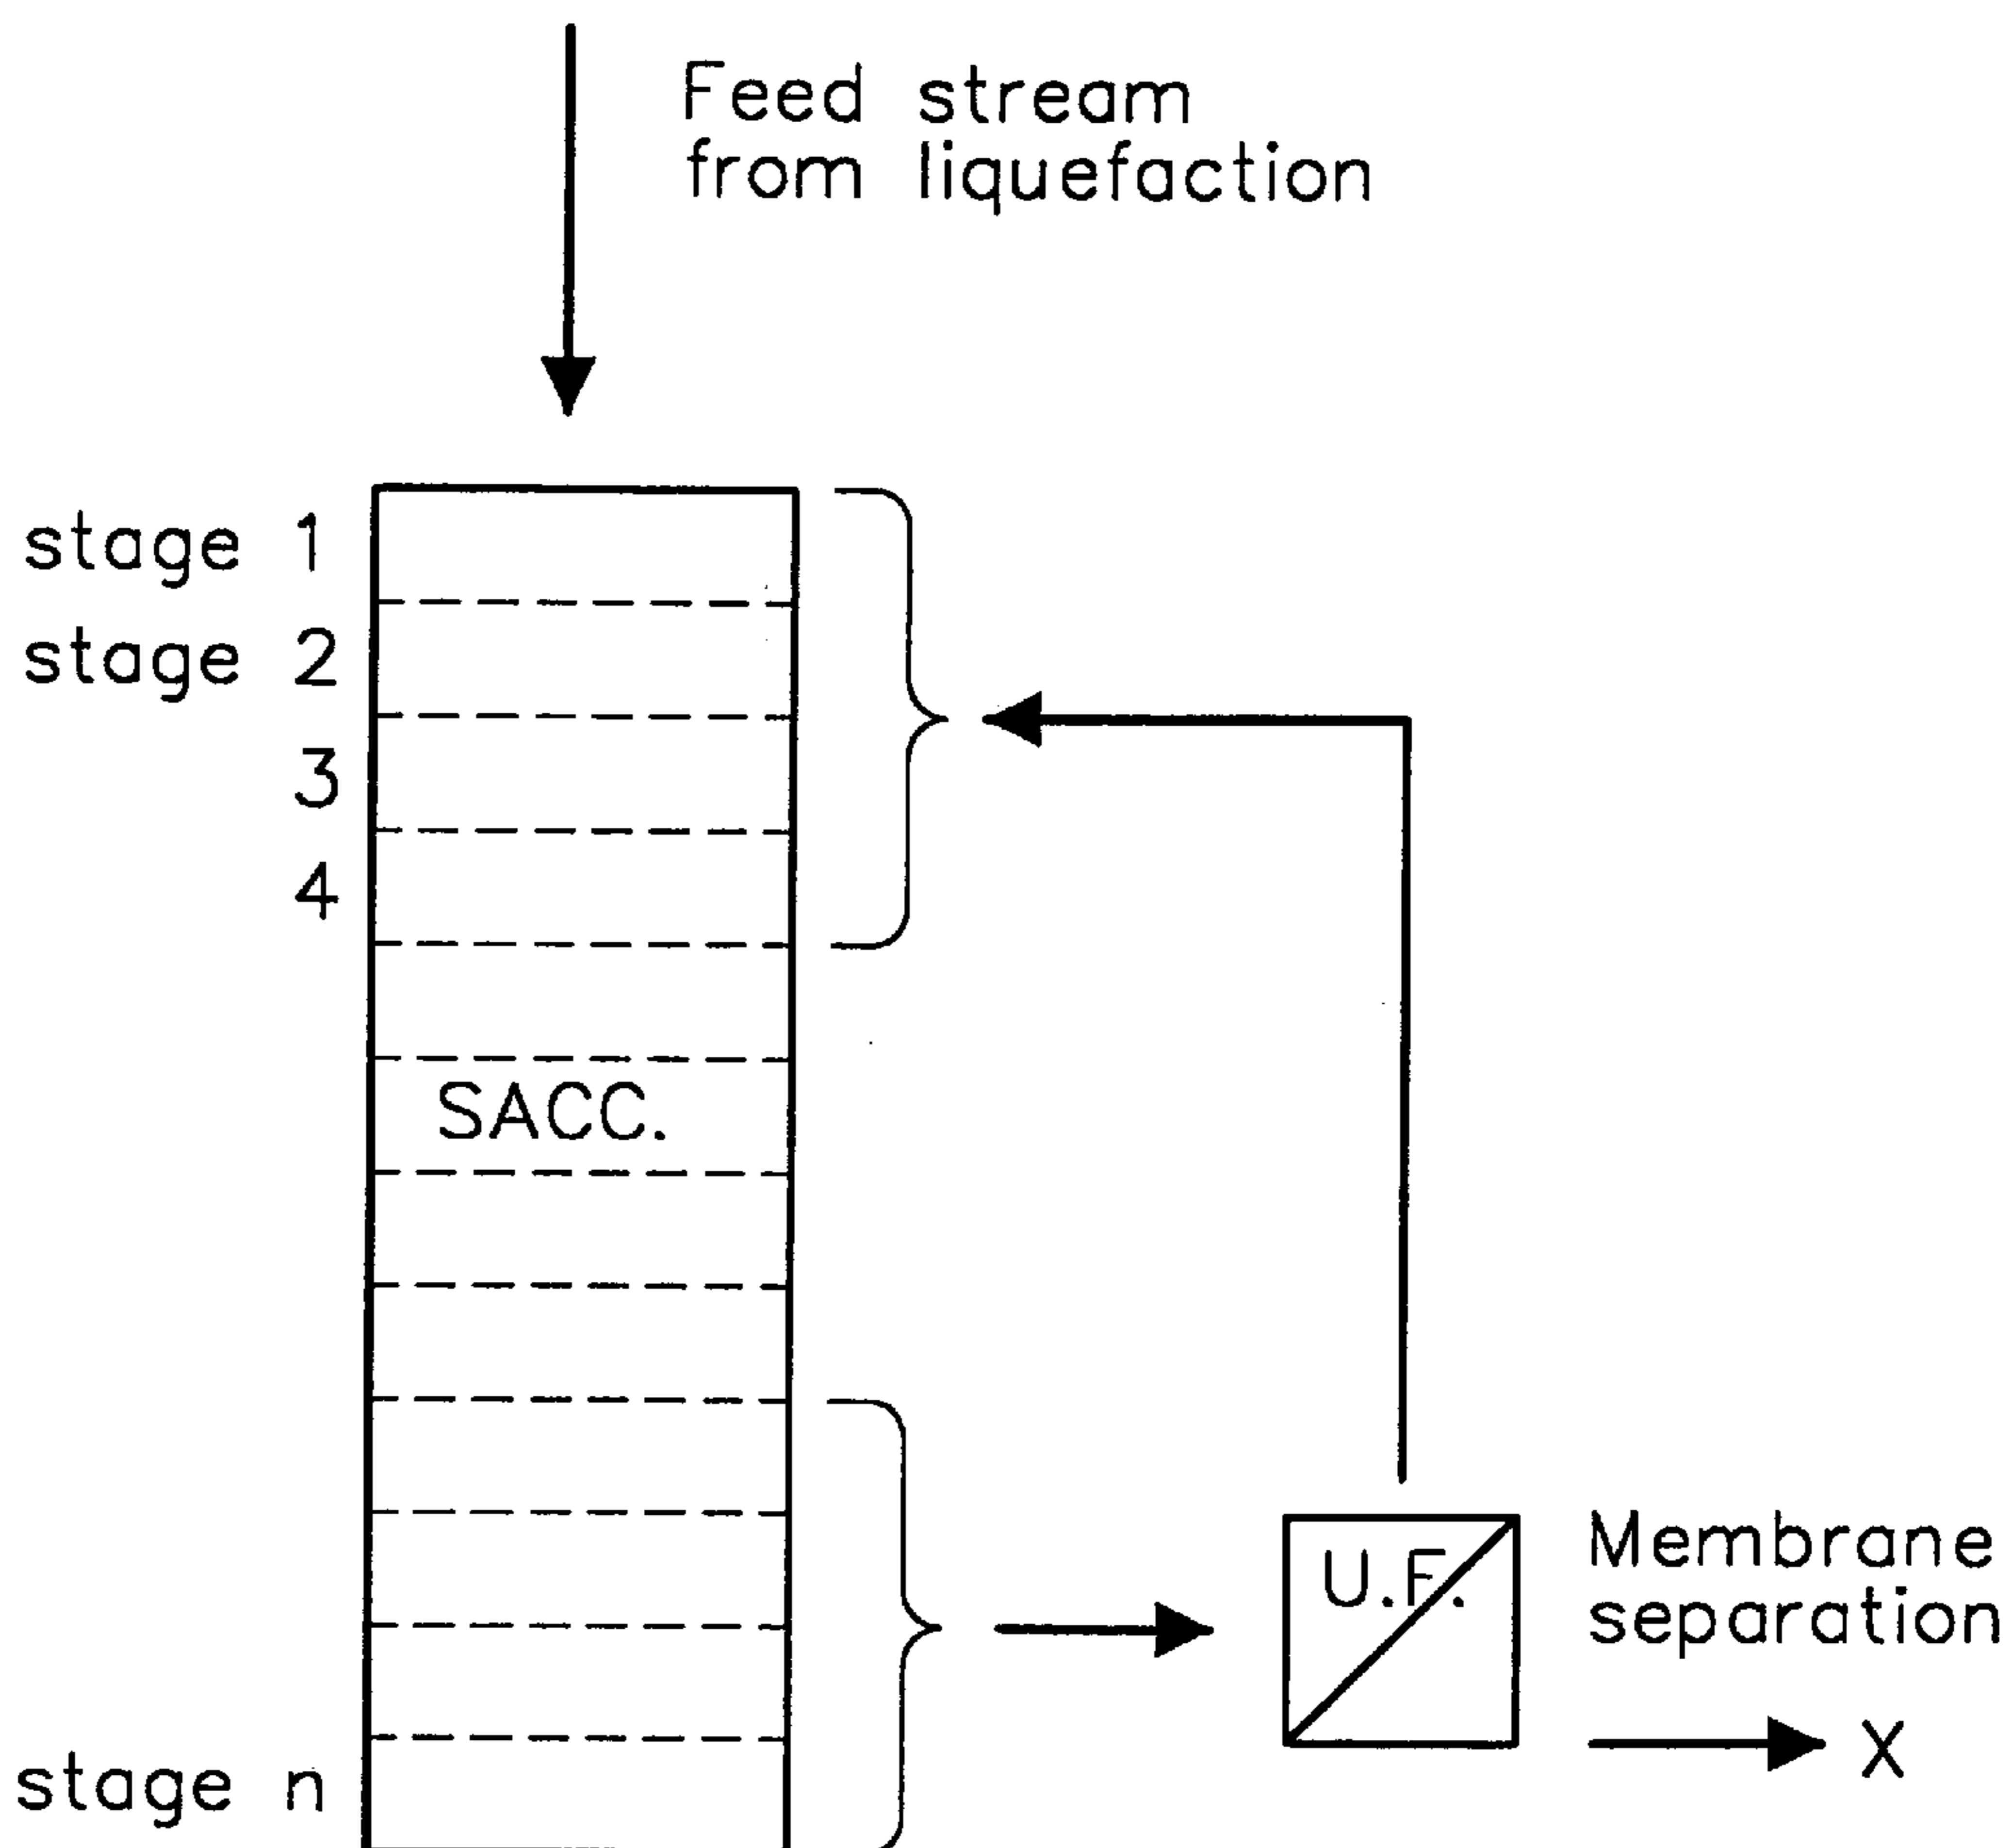 Feed stream
from liquefaction
stage 1
stage 2
3
4
SACC.
U.F.
Membrane
separation
X
stage n